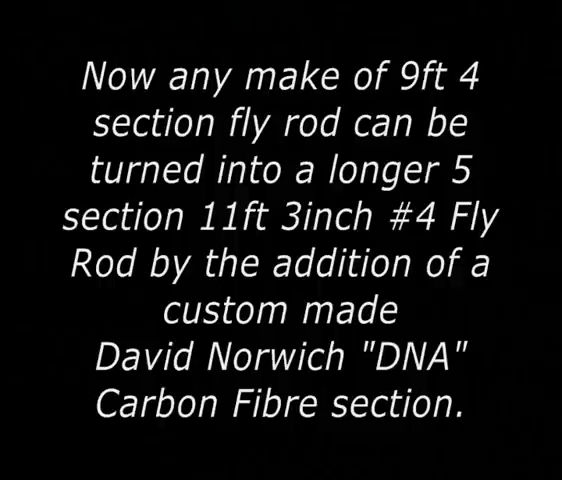 Now any make of 9ft 4
section fly rod can be
turned into a longer 5
section 11ft 3inch #4 Fly
Rod by the addition of a
custom made
David Norwich "DNA"
Carbon Fibre section.